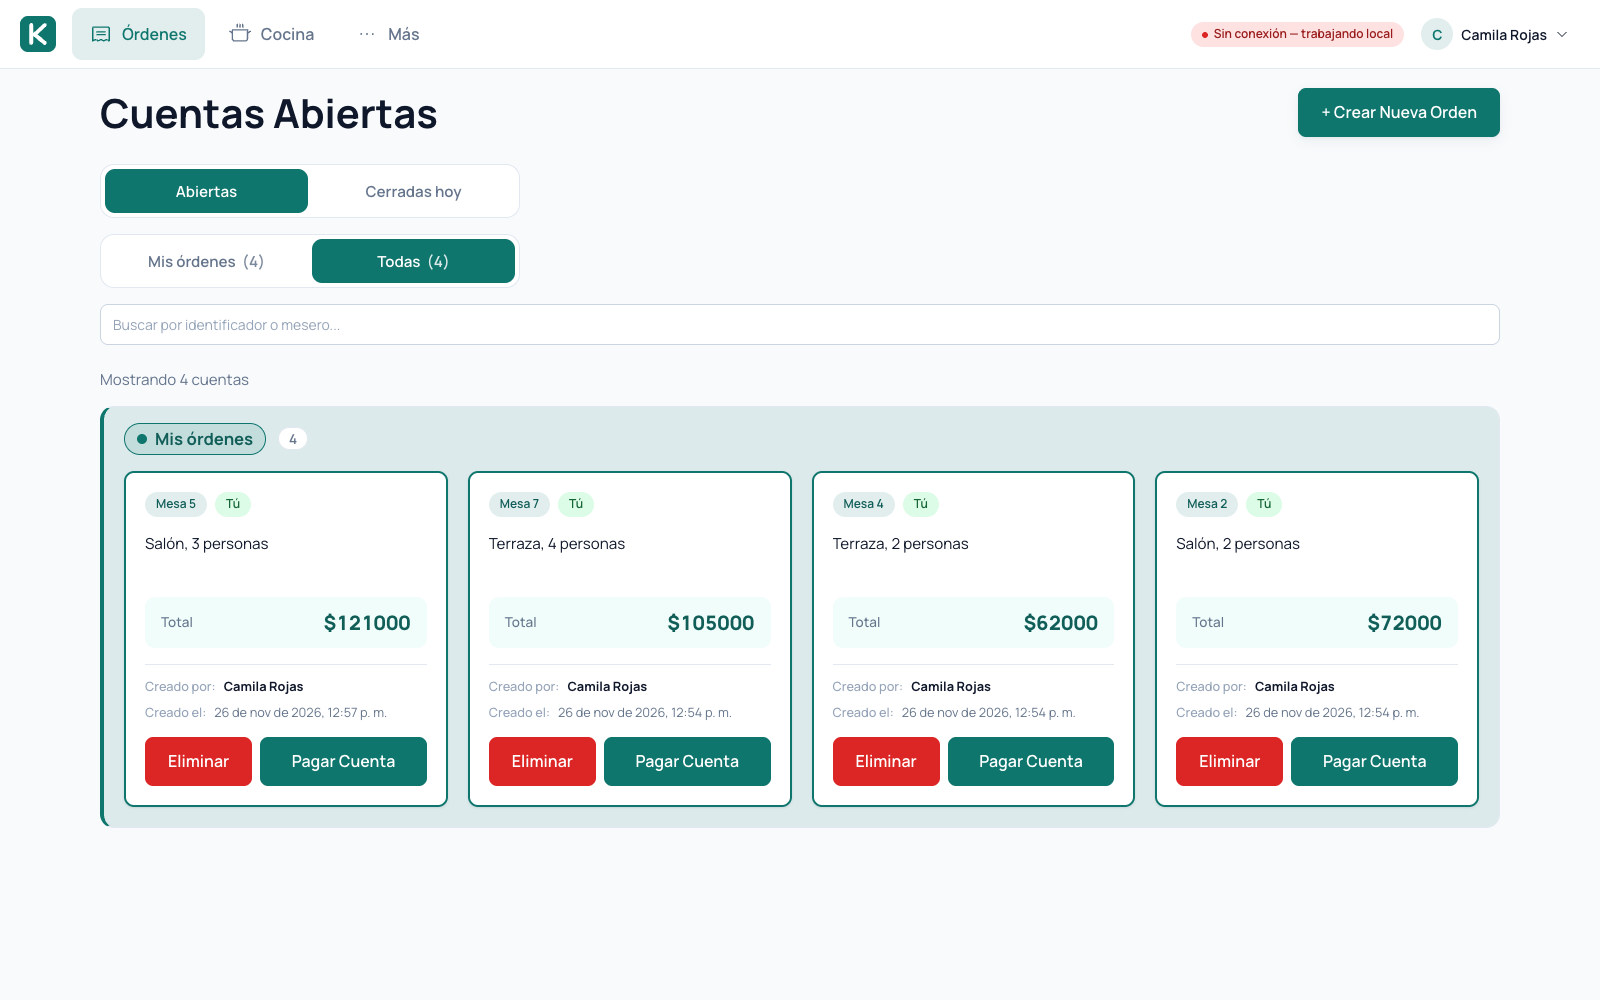 K Órdenes Cocina ··· Más Sin conexión — trabajando local C Camila Rojas
Cuentas Abiertas + Crear Nueva Orden
Abiertas Cerradas hoy
Mis órdenes (4) Todas (4)
Buscar por identificador o mesero...
Mostrando 4 cuentas
Mis órdenes 4
Mesa 5 Tú
Salón, 3 personas
Total $121000
Creado por: Camila Rojas
Creado el: 26 de nov de 2026, 12:57 p. m.
Eliminar Pagar Cuenta
Mesa 7 Tú
Terraza, 4 personas
Total $105000
Creado por: Camila Rojas
Creado el: 26 de nov de 2026, 12:54 p. m.
Eliminar Pagar Cuenta
Mesa 4 Tú
Terraza, 2 personas
Total $62000
Creado por: Camila Rojas
Creado el: 26 de nov de 2026, 12:54 p. m.
Eliminar Pagar Cuenta
Mesa 2 Tú
Salón, 2 personas
Total $72000
Creado por: Camila Rojas
Creado el: 26 de nov de 2026, 12:54 p. m.
Eliminar Pagar Cuenta